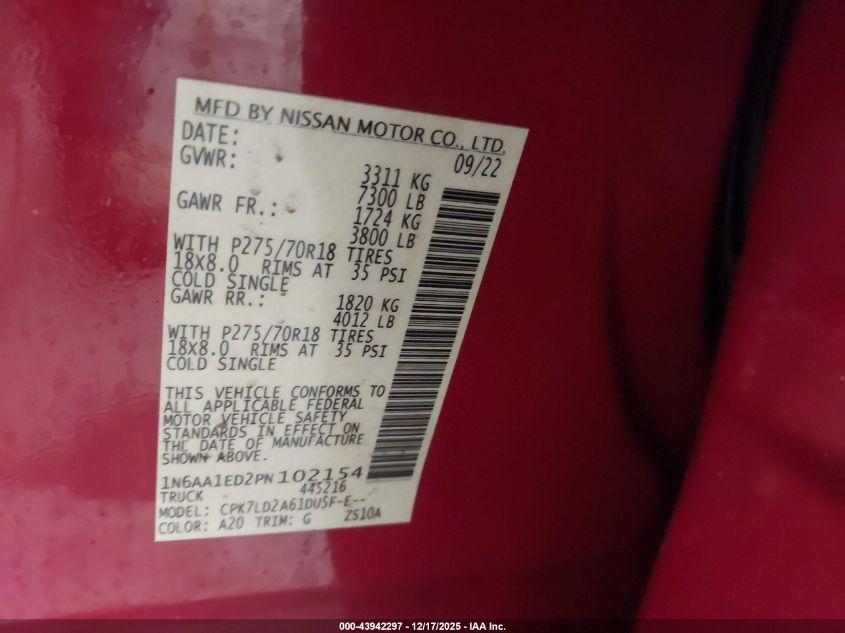 MFD BY NISSAN MOTOR CO., LTD.
DATE: 09/22
GVWR: 3311 KG
7300 LB
GAWR FR.: 1724 KG
3800 LB
WITH P275/70R18 TIRES
18X8.0 RIMS AT 35 PSI
COLD SINGLE
GAWR RR.: 1820 KG
4012 LB
WITH P275/70R18 TIRES
18X8.0 RIMS AT 35 PSI
COLD SINGLE
THIS VEHICLE CONFORMS TO
ALL APPLICABLE FEDERAL
MOTOR VEHICLE SAFETY
STANDARDS IN EFFECT ON
THE DATE OF MANUFACTURE
SHOWN ABOVE.
1N6AA1ED2PN102154
TRUCK 445216
MODEL: CPK7LD2A61DU5F-E--
COLOR: A20 TRIM: G ZS10A
000-43942297 - 12/17/2025 - IAA Inc.